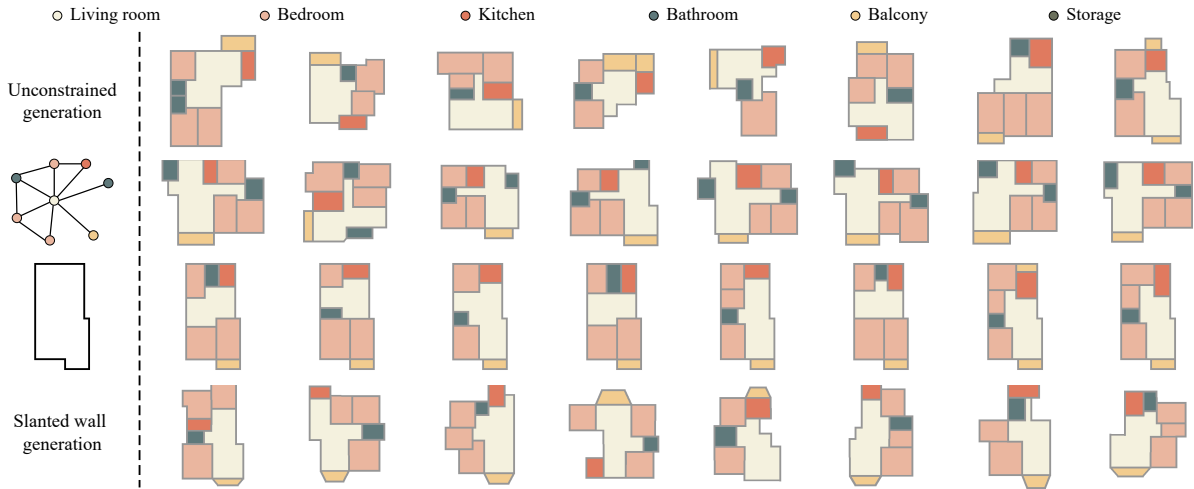 Living room Bedroom Kitchen Bathroom Balcony Storage
Unconstrained
generation
Slanted wall
generation